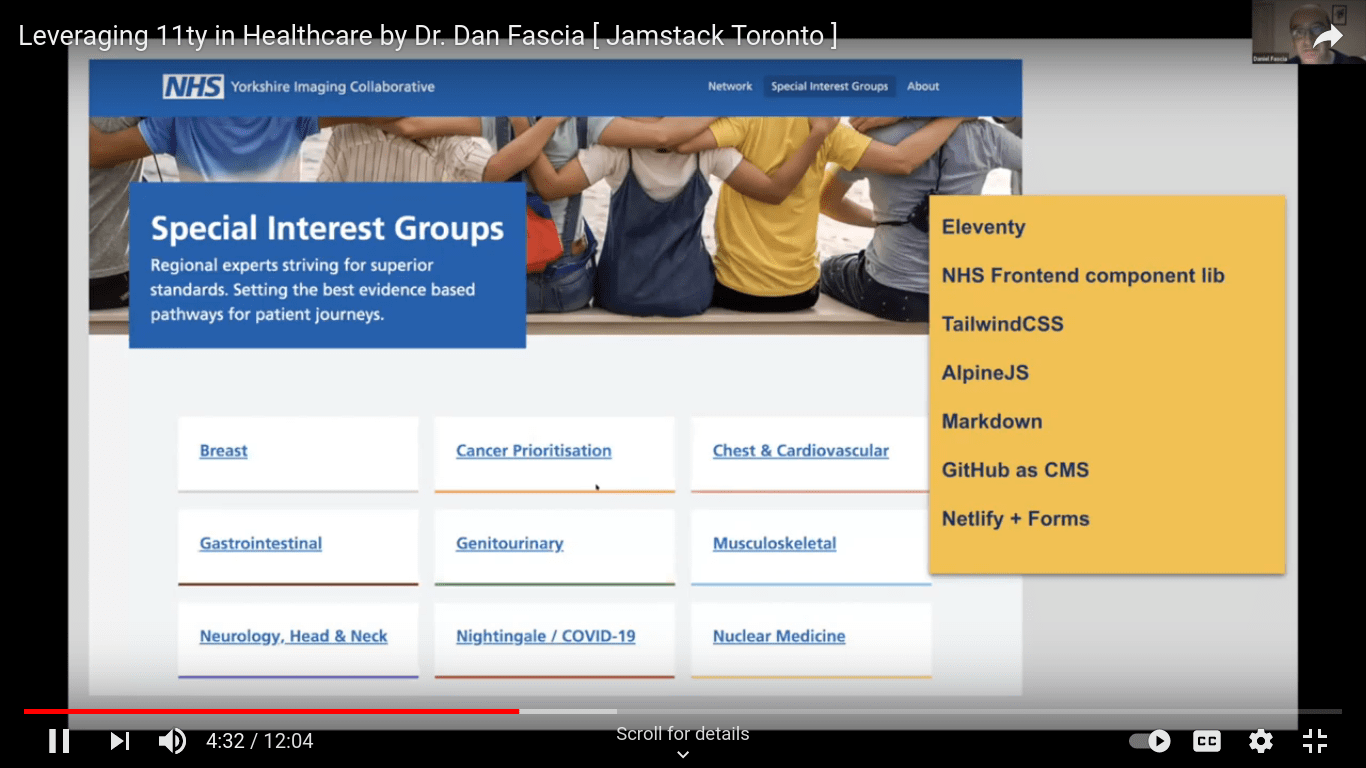 Leveraging 11ty in Healthcare by Dr. Dan Fascia [ Jamstack Toronto ]
Daniel Fascia
NHS Yorkshire Imaging Collaborative
Network Special Interest Groups About
Special Interest Groups
Regional experts striving for superior
standards. Setting the best evidence based
pathways for patient journeys.
Eleventy
NHS Frontend component lib
TailwindCSS
AlpineJS
Markdown
GitHub as CMS
Netlify + Forms
Breast Cancer Prioritisation Chest & Cardiovascular
Gastrointestinal Genitourinary Musculoskeletal
Neurology, Head & Neck Nightingale / COVID-19 Nuclear Medicine
4:32 / 12:04
Scroll for details
CC